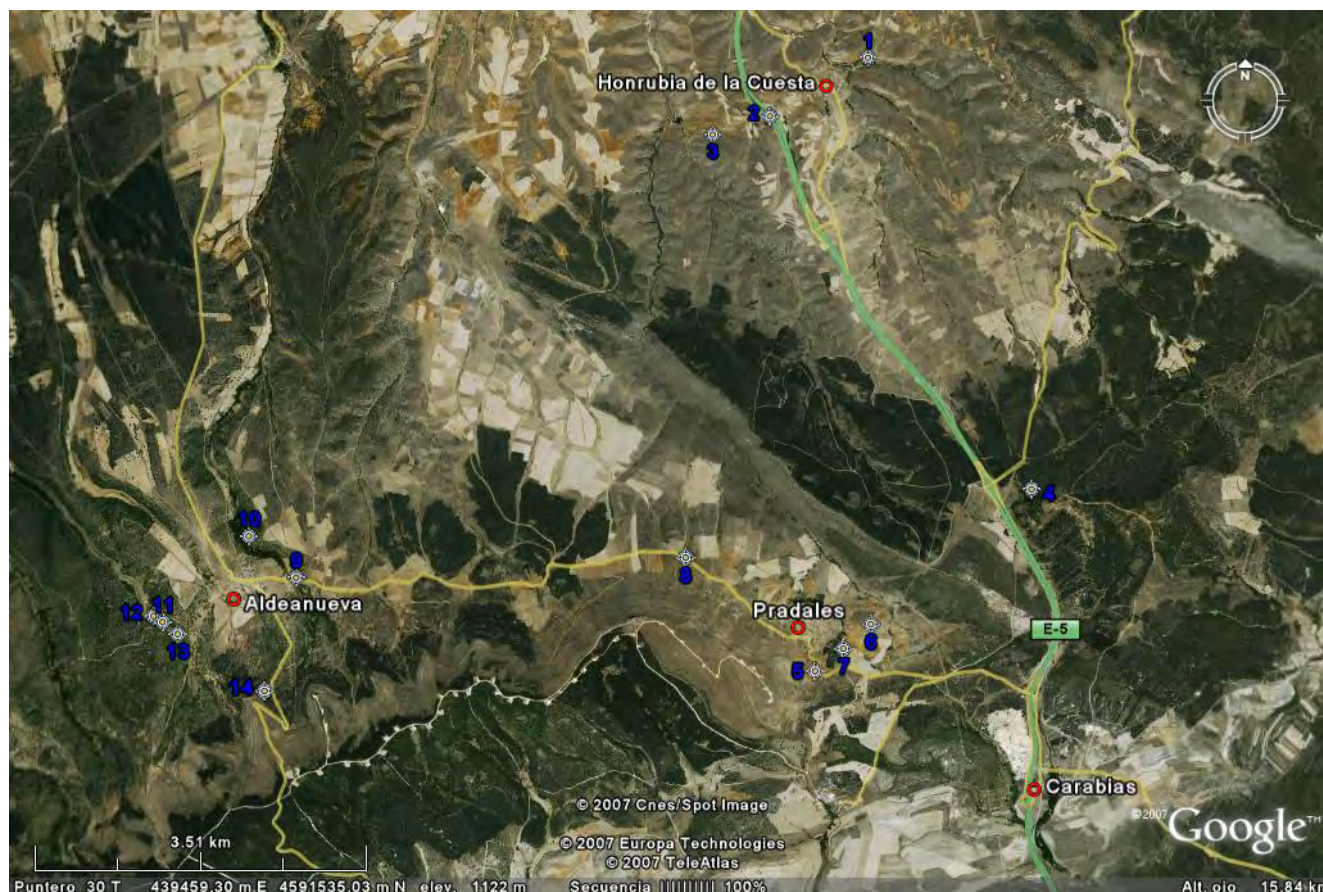 1
Honrubia de la Cuesta
N
2
3
4
10
9
8
Aldeanueva
12 11
13
Pradales
6
E-5
7
5
14
Carabias
© 2007 Cnes/Spot Image
3.51 km
© 2007 Europa Technologies
© 2007 TeleAtlas
© 2007 Google™
Puntero 30 T 439459.30 m E 4591535.03 m N elev. 1122 m Secuencia |||||||||| 100% Alt. ojo 15.84 km